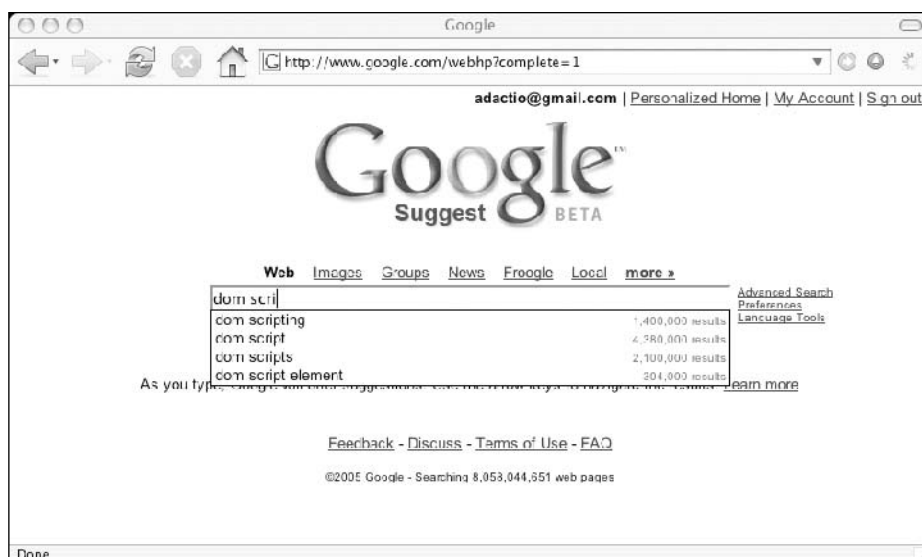 Google
http://www.google.com/webhp?complete=1
adactio@gmail.com | Personalized Home | My Account | Sign out
Google™
Suggest BETA
Web Images Groups News Froogle Local more »
dom scri
Advanced Search
Preferences
Language Tools
dom scripting 1,400,000 results
dom script 4,380,000 results
dom scripts 2,100,000 results
dom script element 304,000 results
As you type, Learn more
Feedback - Discuss - Terms of Use - FAQ
©2005 Google - Searching 8,058,044,651 web pages
Done